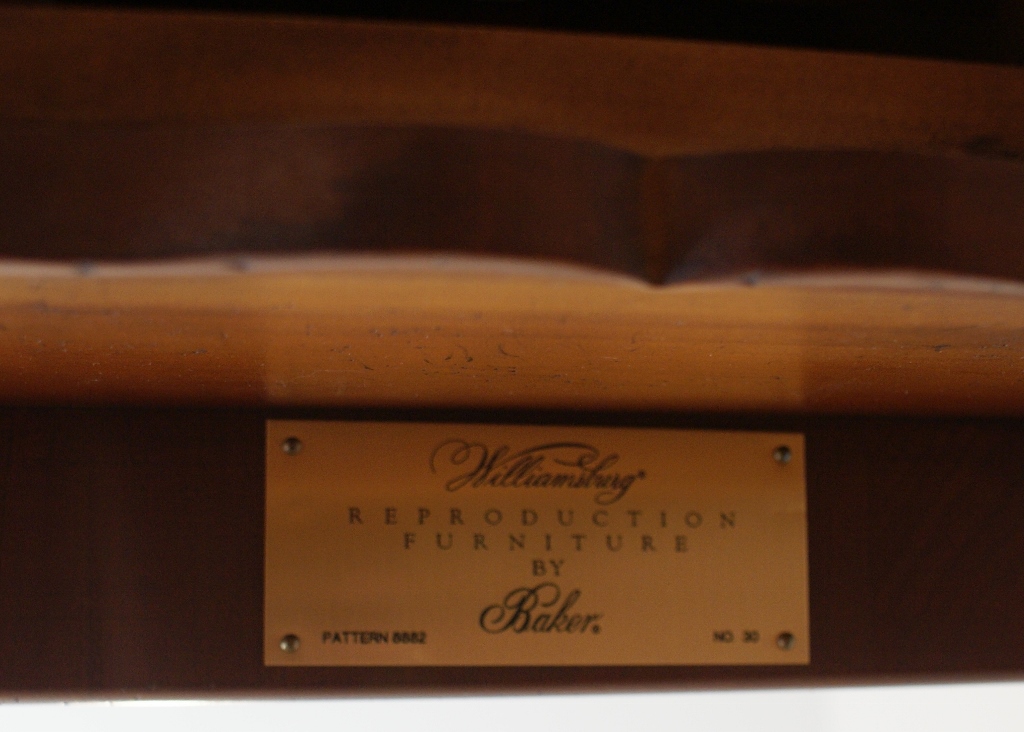 Williamsburg®
REPRODUCTION
FURNITURE
BY
Baker®
PATTERN 8882 NO. 30